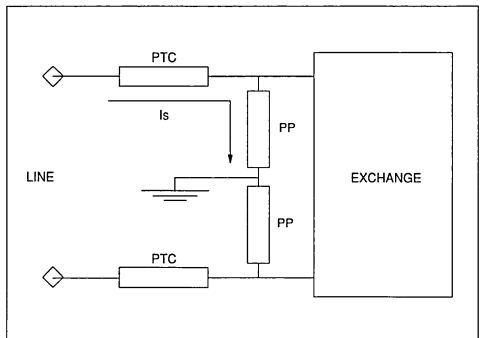 PTC
Is
PP
LINE
EXCHANGE
PP
PTC